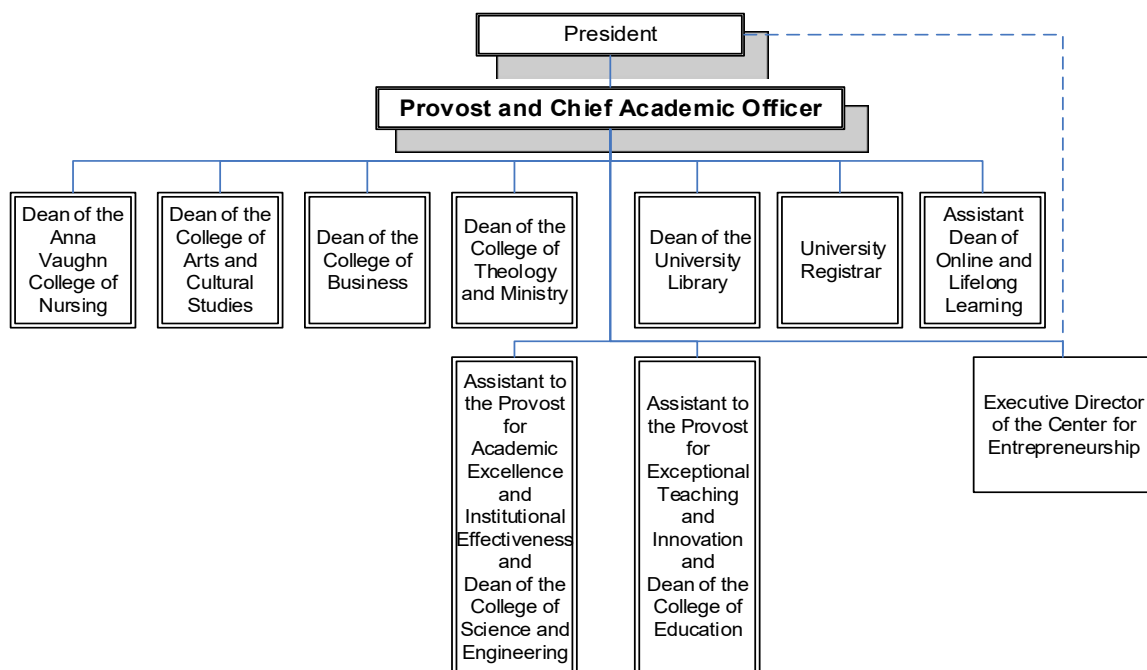 President
Provost and Chief Academic Officer
Dean of the
Anna
Vaughn
College of
Nursing
Dean of the
College of
Arts and
Cultural
Studies
Dean of the
College of
Business
Dean of the
College of
Theology
and Ministry
Dean of the
University
Library
University
Registrar
Assistant
Dean of
Online and
Lifelong
Learning
Assistant to
the Provost
for
Academic
Excellence
and
Institutional
Effectiveness
and
Dean of the
College of
Science and
Engineering
Assistant to
the Provost
for
Exceptional
Teaching
and
Innovation
and
Dean of the
College of
Education
Executive Director
of the Center for
Entrepreneurship